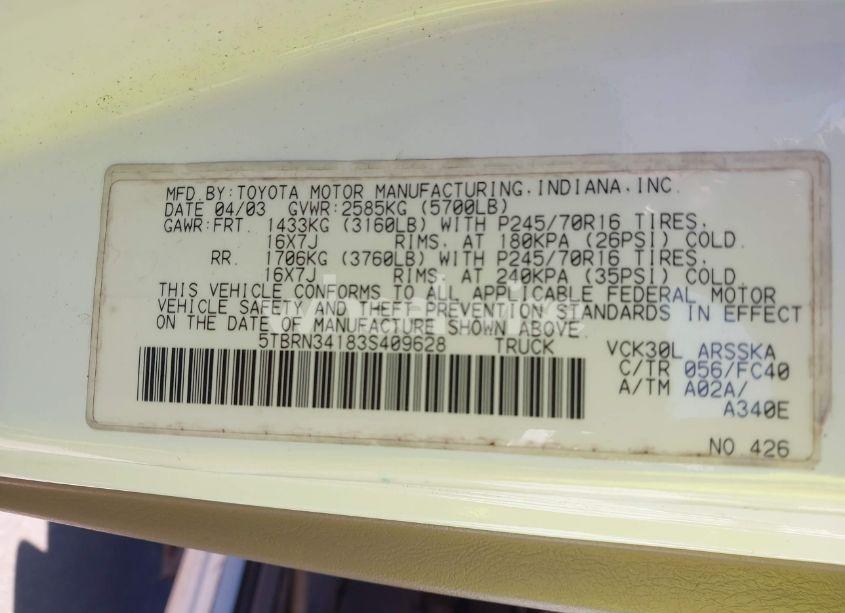 MFD.BY:TOYOTA MOTOR MANUFACTURING,INDIANA,INC.
DATE 04/03 GVWR:2585KG (5700LB)
GAWR:FRT. 1433KG (3160LB) WITH P245/70R16 TIRES,
16X7J RIMS, AT 180KPA (26PSI) COLD.
RR. 1706KG (3760LB) WITH P245/70R16 TIRES,
16X7J RIMS, AT 240KPA (35PSI) COLD.
THIS VEHICLE CONFORMS TO ALL APPLICABLE FEDERAL MOTOR
VEHICLE SAFETY AND THEFT PREVENTION STANDARDS IN EFFECT
ON THE DATE OF MANUFACTURE SHOWN ABOVE.
5TBRN34183S409628 TRUCK VCK30L ARSSKA
C/TR 056/FC40
A/TM A02A/
A340E
NO 426